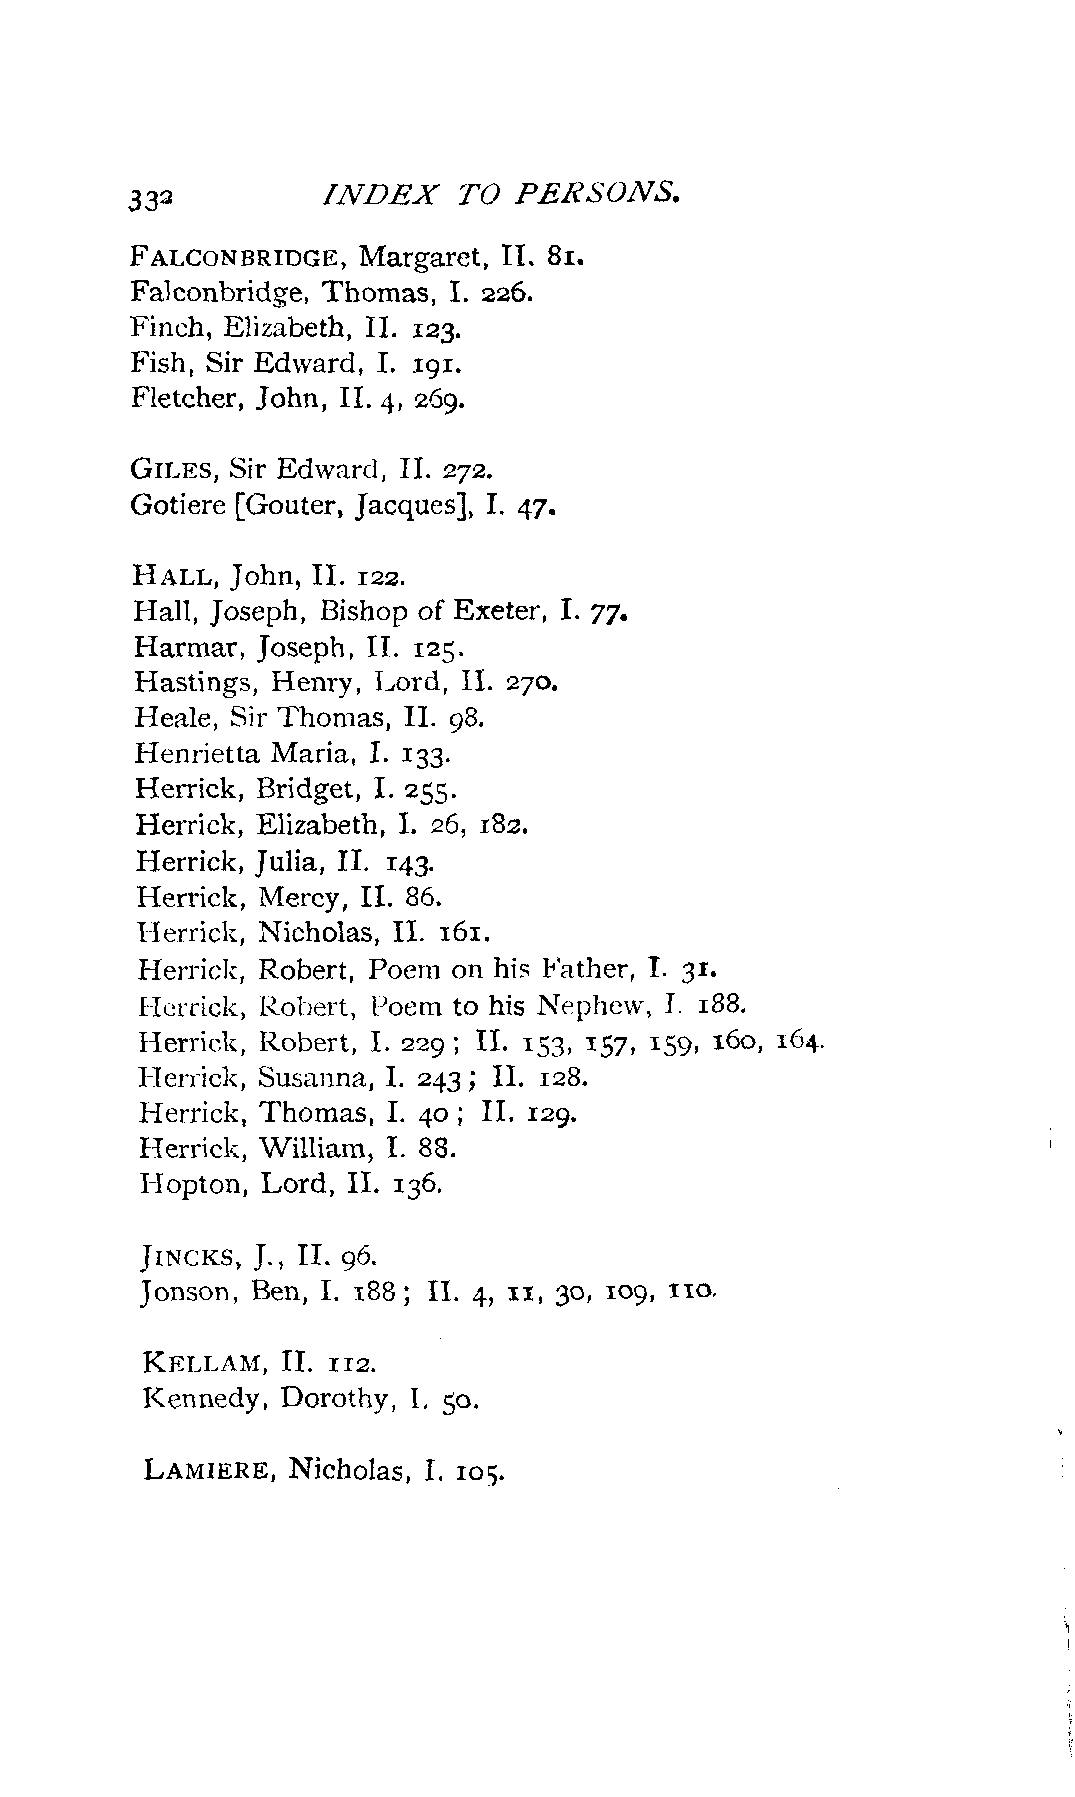 332 INDEX TO PERSONS.
FALCONBRIDGE, Margaret, II. 81.
Falconbridge, Thomas, I. 226.
Finch, Elizabeth, II. 123.
Fish, Sir Edward, I. 191.
Fletcher, John, II. 4, 269.
GILES, Sir Edward, II. 272.
Gotiere [Gouter, Jacques], I. 47.
HALL, John, II. 122.
Hall, Joseph, Bishop of Exeter, I. 77.
Harmar, Joseph, II. 125.
Hastings, Henry, Lord, II. 270.
Heale, Sir Thomas, II. 98.
Henrietta Maria, I. 133.
Herrick, Bridget, I. 255.
Herrick, Elizabeth, I. 26, 182.
Herrick, Julia, II. 143.
Herrick, Mercy, II. 86.
Herrick, Nicholas, II. 161.
Herrick, Robert, Poem on his Father, I. 31.
Herrick, Robert, Poem to his Nephew, I. 188.
Herrick, Robert, I. 229; II. 153, 157, 159, 160, 164.
Herrick, Susanna, I. 243; II. 128.
Herrick, Thomas, I. 40; II. 129.
Herrick, William, I. 88.
Hopton, Lord, II. 136.
JINCKS, J., II. 96.
Jonson, Ben, I. 188; II. 4, 11, 30, 109, 110.
KELLAM, II. 112.
Kennedy, Dorothy, I. 50.
LAMIERE, Nicholas, I. 105.